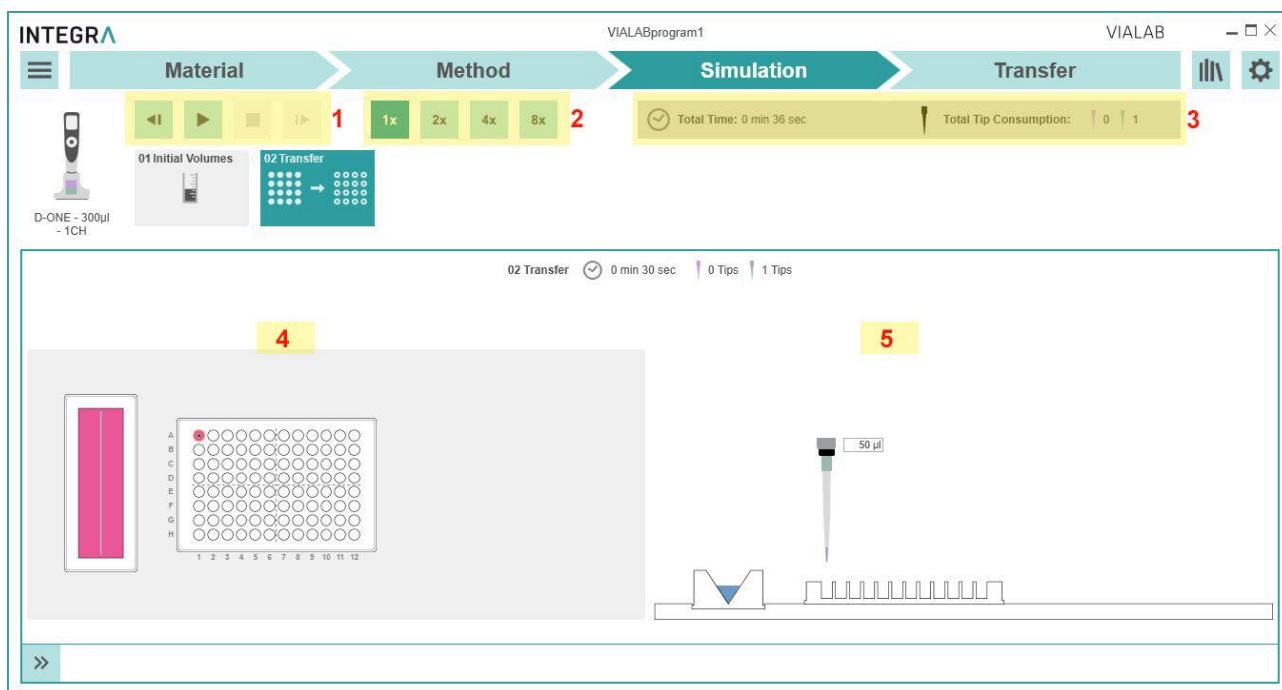 INTEGRA VIALABprogram1 VIALAB
Material Method Simulation Transfer
1 1x 2x 4x 8x 2 Total Time: 0 min 36 sec Total Tip Consumption: 0 1 3
01 Initial Volumes 02 Transfer
D-ONE - 300µl
- 1CH
02 Transfer 0 min 30 sec 0 Tips 1 Tips
4 5
50 µl
A
B
C
D
E
F
G
H
1 2 3 4 5 6 7 8 9 10 11 12